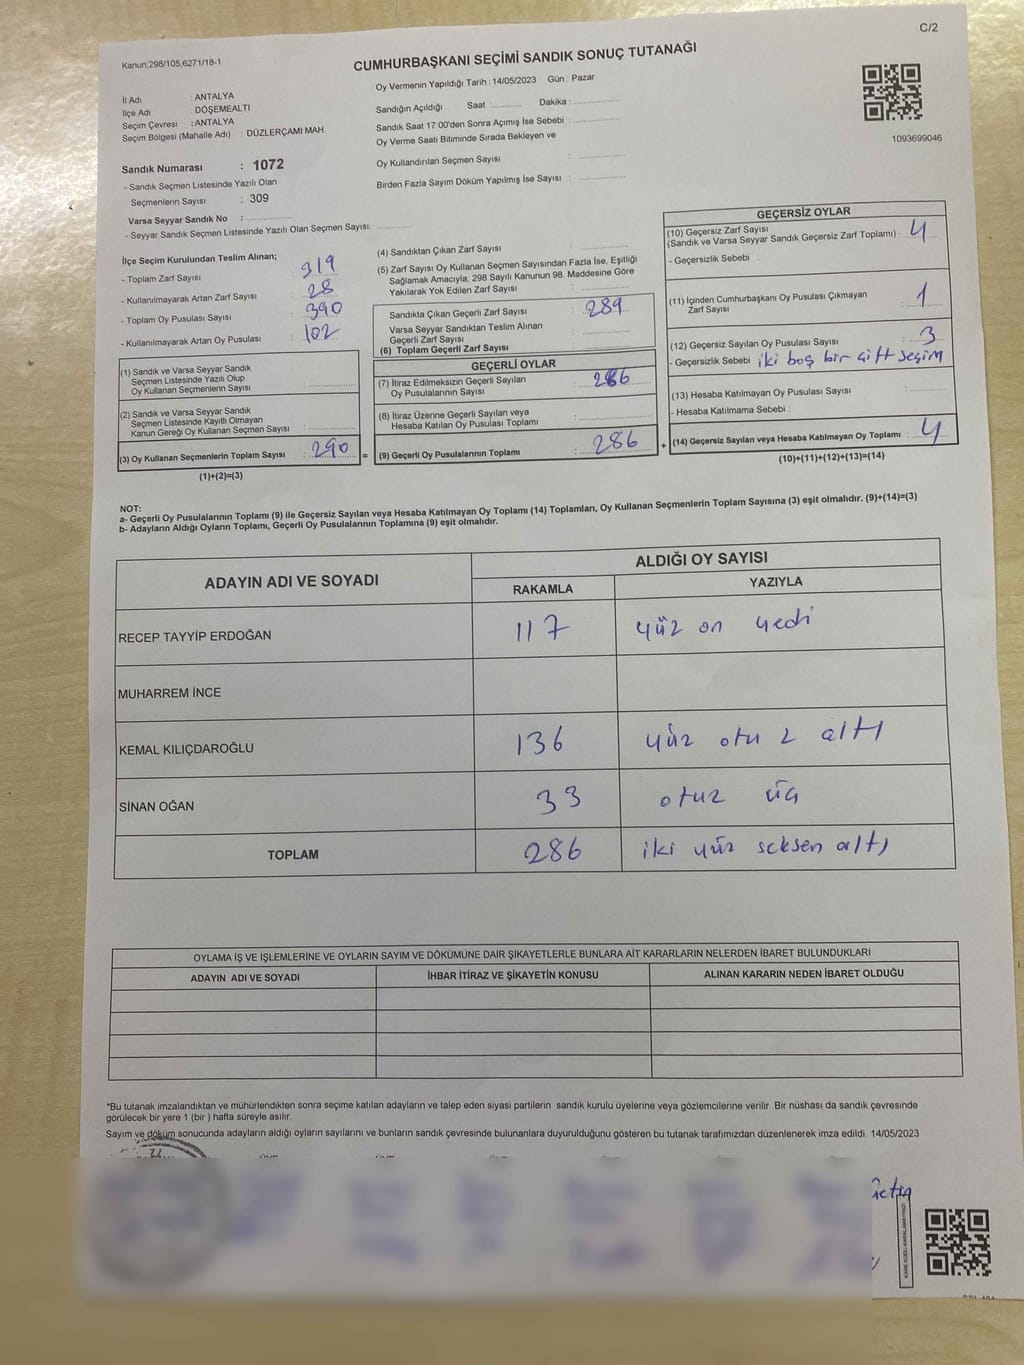 C/2
Kanun;298/105,6271/18-1
CUMHURBAŞKANI SEÇİMİ SANDIK SONUÇ TUTANAĞI
Oy Vermenin Yapıldığı Tarih : 14/05/2023 Gün : Pazar
İl Adı : ANTALYA
İlçe Adı : DÖŞEMEALTI
Seçim Çevresi : ANTALYA
Seçim Bölgesi (Mahalle Adı) : DÜZLERÇAMI MAH.
Sandığın Açıldığı Saat : Dakika :
Sandık Saat 17:00'den Sonra Açımış İse Sebebi :
Oy Verme Saati Bitiminde Sırada Bekleyen ve
Oy Kullandırılan Seçmen Sayısı :
Birden Fazla Sayım Döküm Yapılmış İse Sayısı :
1093699046
Sandık Numarası : 1072
- Sandık Seçmen Listesinde Yazılı Olan
Seçmenlerin Sayısı : 309
Varsa Seyyar Sandık No :
- Seyyar Sandık Seçmen Listesinde Yazılı Olan Seçmen Sayısı:
İlçe Seçim Kurulundan Teslim Alınan;
- Toplam Zarf Sayısı : 319
- Kullanılmayarak Artan Zarf Sayısı : 28
- Toplam Oy Pusulası Sayısı : 390
- Kullanılmayarak Artan Oy Pusulası : 102
(1) Sandık ve Varsa Seyyar Sandık
Seçmen Listesinde Yazılı Olup
Oy Kullanan Seçmenlerin Sayısı :
(2) Sandık ve Varsa Seyyar Sandık
Seçmen Listesinde Kayıtlı Olmayan
Kanun Gereği Oy Kullanan Seçmen Sayısı :
(3) Oy Kullanan Seçmenlerin Toplam Sayısı : 290 =
(1)+(2)=(3)
(4) Sandıktan Çıkan Zarf Sayısı :
(5) Zarf Sayısı Oy Kullanan Seçmen Sayısından Fazla İse, Eşitliği
Sağlamak Amacıyla, 298 Sayılı Kanunun 98. Maddesine Göre
Yakılarak Yok Edilen Zarf Sayısı :
Sandıkta Çıkan Geçerli Zarf Sayısı : 289
Varsa Seyyar Sandıktan Teslim Alınan
Geçerli Zarf Sayısı :
(6) Toplam Geçerli Zarf Sayısı :
GEÇERLİ OYLAR
(7) İtiraz Edilmeksizin Geçerli Sayılan
Oy Pusulalarının Sayısı : 286
(8) İtiraz Üzerine Geçerli Sayılan veya
Hesaba Katılan Oy Pusulası Toplamı :
(9) Geçerli Oy Pusulalarının Toplamı : 286 +
GEÇERSİZ OYLAR
(10) Geçersiz Zarf Sayısı
(Sandık ve Varsa Seyyar Sandık Geçersiz Zarf Toplamı) : 4
- Geçersizlik Sebebi :
(11) İçinden Cumhurbaşkanı Oy Pusulası Çıkmayan
Zarf Sayısı : 1
(12) Geçersiz Sayılan Oy Pusulası Sayısı : 3
- Geçersizlik Sebebi : iki boş bir çift seçim
(13) Hesaba Katılmayan Oy Pusulası Sayısı :
- Hesaba Katılmama Sebebi :
(14) Geçersiz Sayılan veya Hesaba Katılmayan Oy Toplamı : 4
(10)+(11)+(12)+(13)=(14)
NOT:
a- Geçerli Oy Pusulalarının Toplamı (9) ile Geçersiz Sayılan veya Hesaba Katılmayan Oy Toplamı (14) Toplamları, Oy Kullanan Seçmenlerin Toplam Sayısına (3) eşit olmalıdır. (9)+(14)=(3)
b- Adayların Aldığı Oyların Toplamı, Geçerli Oy Pusulalarının Toplamına (9) eşit olmalıdır.
ADAYIN ADI VE SOYADI
ALDIĞI OY SAYISI
RAKAMLA YAZIYLA
RECEP TAYYİP ERDOĞAN 117 yüz on yedi
MUHARREM İNCE
KEMAL KILIÇDAROĞLU 136 yüz otuz altı
SİNAN OĞAN 33 otuz üç
TOPLAM 286 iki yüz seksen altı
OYLAMA İŞ VE İŞLEMLERİNE VE OYLARIN SAYIM VE DÖKÜMÜNE DAİR ŞİKAYETLERLE BUNLARA AİT KARARLARIN NELERDEN İBARET BULUNDUKLARI
ADAYIN ADI VE SOYADI İHBAR İTİRAZ VE ŞİKAYETİN KONUSU ALINAN KARARIN NEDEN İBARET OLDUĞU
*Bu tutanak imzalandıktan ve mühürlendikten sonra seçime katılan adayların ve talep eden siyasi partilerin sandık kurulu üyelerine veya gözlemcilerine verilir. Bir nüshası da sandık çevresinde
görülecek bir yere 1 (bir) hafta süreyle asılır.
Sayım ve döküm sonucunda adayların aldığı oyların sayılarını ve bunların sandık çevresinde bulunanlara duyurulduğunu gösteren bu tutanak tarafımızdan düzenlenerek imza edildi. 14/05/2023